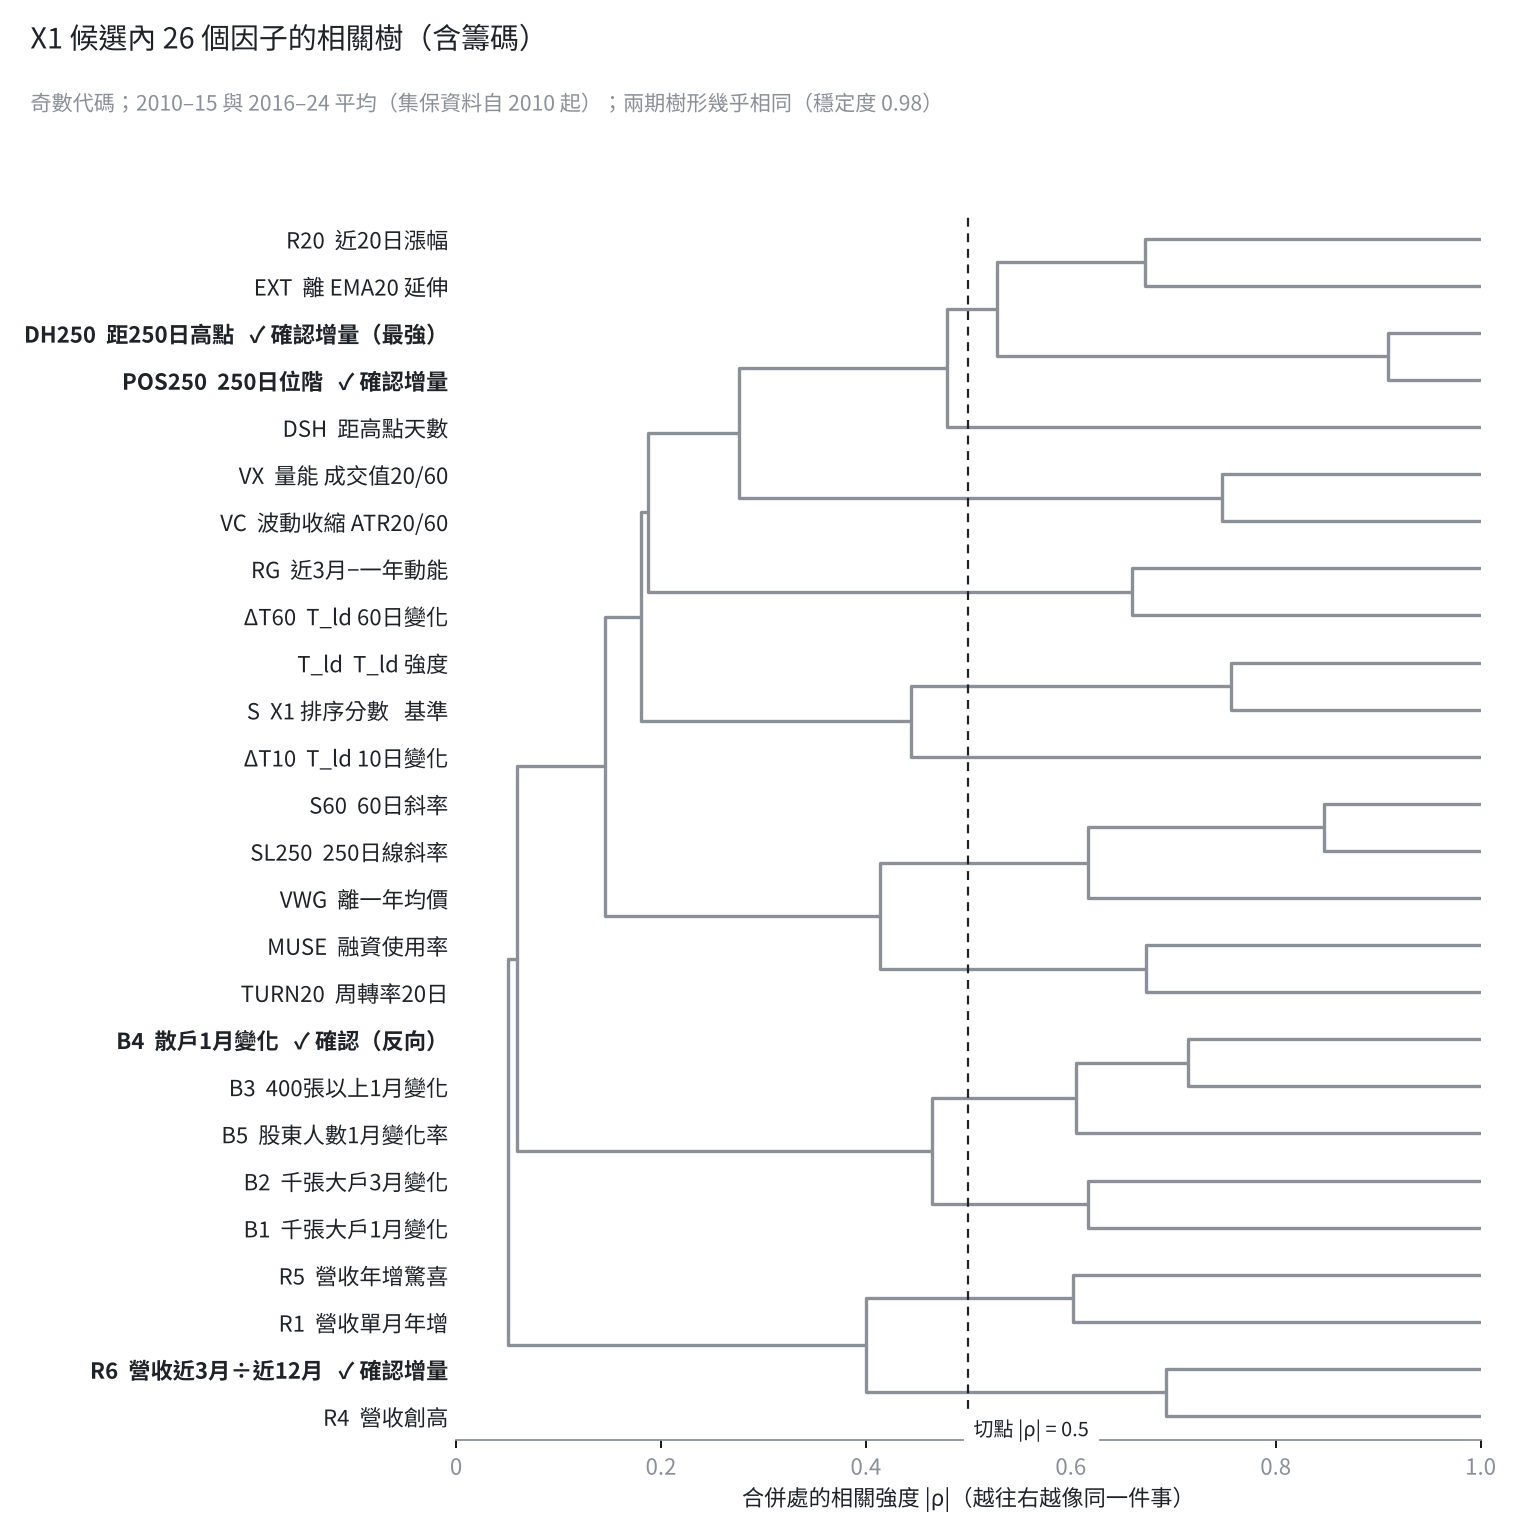 X1 候選內 26 個因子的相關樹（含籌碼）
奇數代碼；2010–15 與 2016–24 平均（集保資料自 2010 起）；兩期樹形幾乎相同（穩定度 0.98）
R20 近20日漲幅
EXT 離 EMA20 延伸
DH250 距250日高點 ✓確認增量（最強）
POS250 250日位階 ✓確認增量
DSH 距高點天數
VX 量能 成交值20/60
VC 波動收縮 ATR20/60
RG 近3月−一年動能
ΔT60 T_ld 60日變化
T_ld T_ld 強度
S X1 排序分數 基準
ΔT10 T_ld 10日變化
S60 60日斜率
SL250 250日線斜率
VWG 離一年均價
MUSE 融資使用率
TURN20 周轉率20日
B4 散戶1月變化 ✓確認（反向）
B3 400張以上1月變化
B5 股東人數1月變化率
B2 千張大戶3月變化
B1 千張大戶1月變化
R5 營收年增驚喜
R1 營收單月年增
R6 營收近3月÷近12月 ✓確認增量
R4 營收創高
切點 |ρ| = 0.5
0 0.2 0.4 0.6 0.8 1.0
合併處的相關強度 |ρ|（越往右越像同一件事）